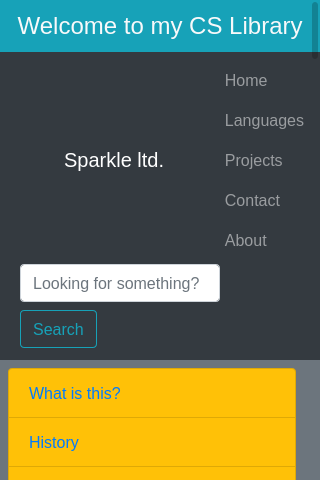 Welcome to my CS Library
Home
Languages
Sparkle ltd.
Projects
Contact
About
Looking for something?
Search
What is this?
History